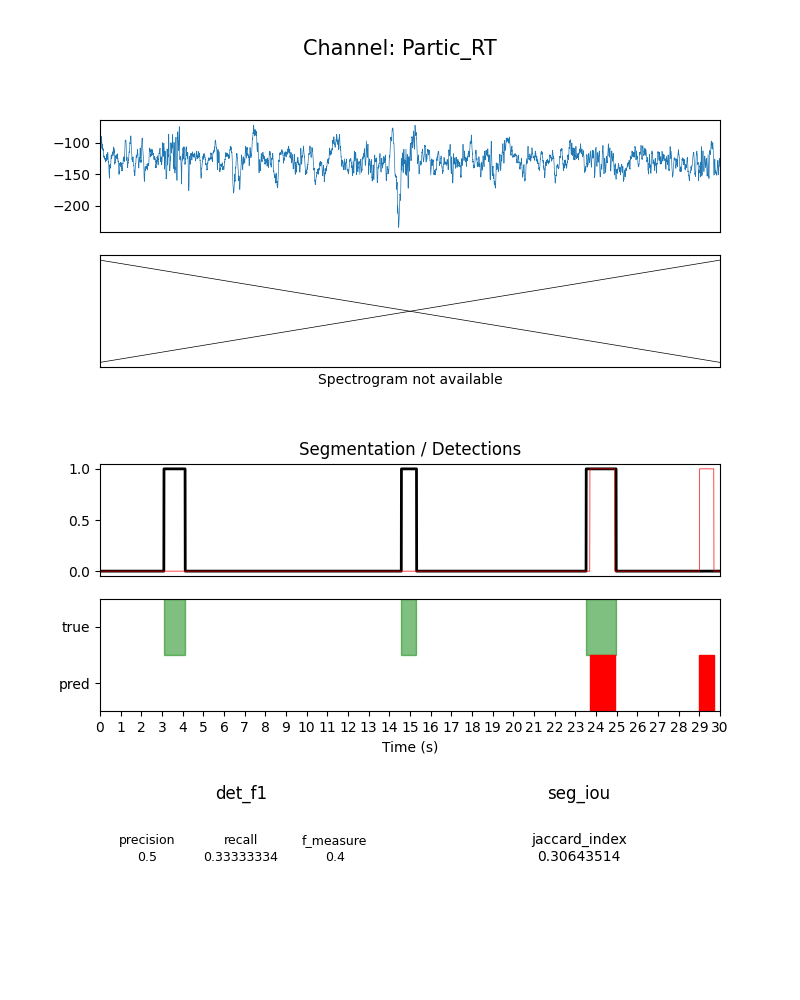 Channel: Partic_RT
−100
−150
−200
Spectrogram not available
Segmentation / Detections
1.0
0.5
0.0
true
pred
0 1 2 3 4 5 6 7 8 9 10 11 12 13 14 15 16 17 18 19 20 21 22 23 24 25 26 27 28 29 30
Time (s)
det_f1 seg_iou
precision recall f_measure jaccard_index
0.5 0.33333334 0.4 0.30643514